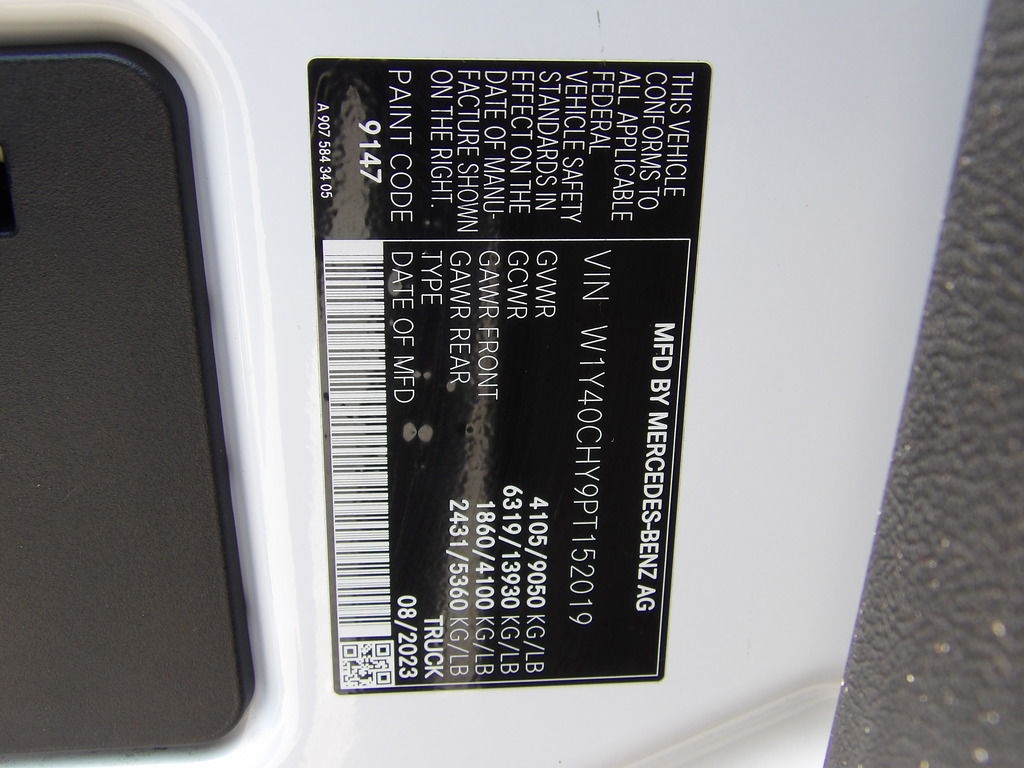 MFD BY MERCEDES-BENZ AG
THIS VEHICLE
CONFORMS TO
ALL APPLICABLE
FEDERAL
VEHICLE SAFETY
STANDARDS IN
EFFECT ON THE
DATE OF MANU-
FACTURE SHOWN
ON THE RIGHT.
PAINT CODE
9147
A 907 584 34 05
VIN W1Y40CHY9PT152019
GVWR 4105/9050 KG/LB
GCWR 6319/13930 KG/LB
GAWR FRONT 1860/4100 KG/LB
GAWR REAR 2431/5360 KG/LB
TYPE TRUCK
DATE OF MFD 08/2023